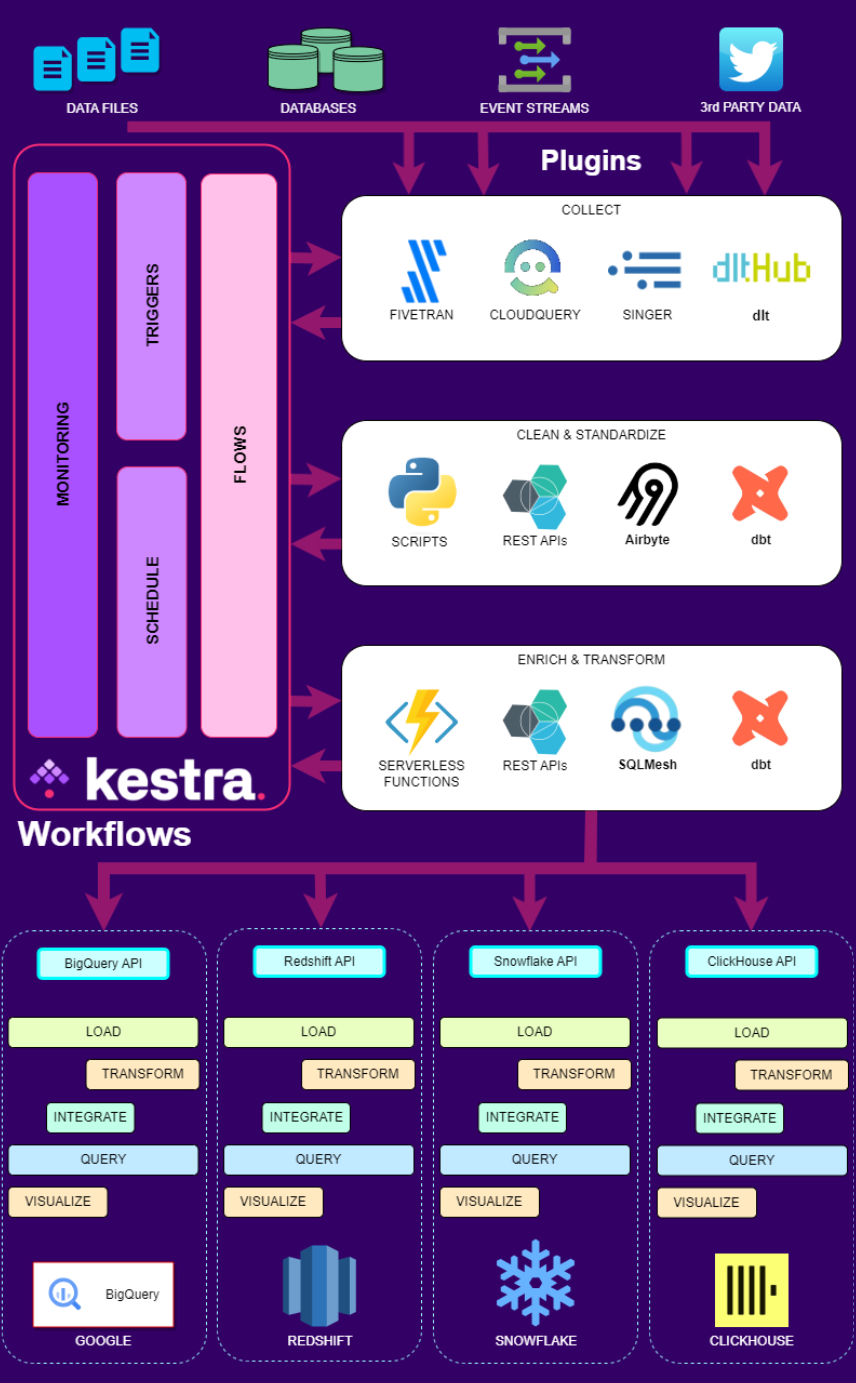 DATA FILES
DATABASES
EVENT STREAMS
3rd PARTY DATA
Plugins
MONITORING
TRIGGERS
SCHEDULE
FLOWS
kestra.
Workflows
COLLECT
FIVETRAN
CLOUDQUERY
SINGER
dltHub
dlt
CLEAN & STANDARDIZE
SCRIPTS
REST APIs
Airbyte
dbt
ENRICH & TRANSFORM
SERVERLESS
FUNCTIONS
REST APIs
SQLMesh
dbt
BigQuery API
LOAD
TRANSFORM
INTEGRATE
QUERY
VISUALIZE
BigQuery
GOOGLE
Redshift API
LOAD
TRANSFORM
INTEGRATE
QUERY
VISUALIZE
REDSHIFT
Snowflake API
LOAD
TRANSFORM
INTEGRATE
QUERY
VISUALIZE
SNOWFLAKE
ClickHouse API
LOAD
TRANSFORM
INTEGRATE
QUERY
VISUALIZE
CLICKHOUSE